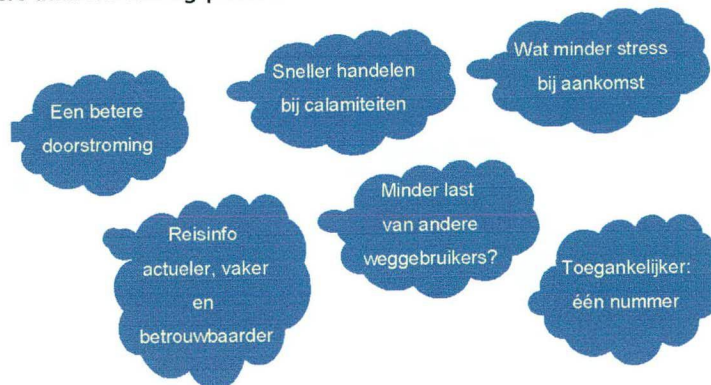 Een betere
doorstroming
Sneller handelen
bij calamiteiten
Wat minder stress
bij aankomst
Reisinfo
actueler, vaker
en
betrouwbaarder
Minder last
van andere
weggebruikers?
Toegankelijker:
één nummer